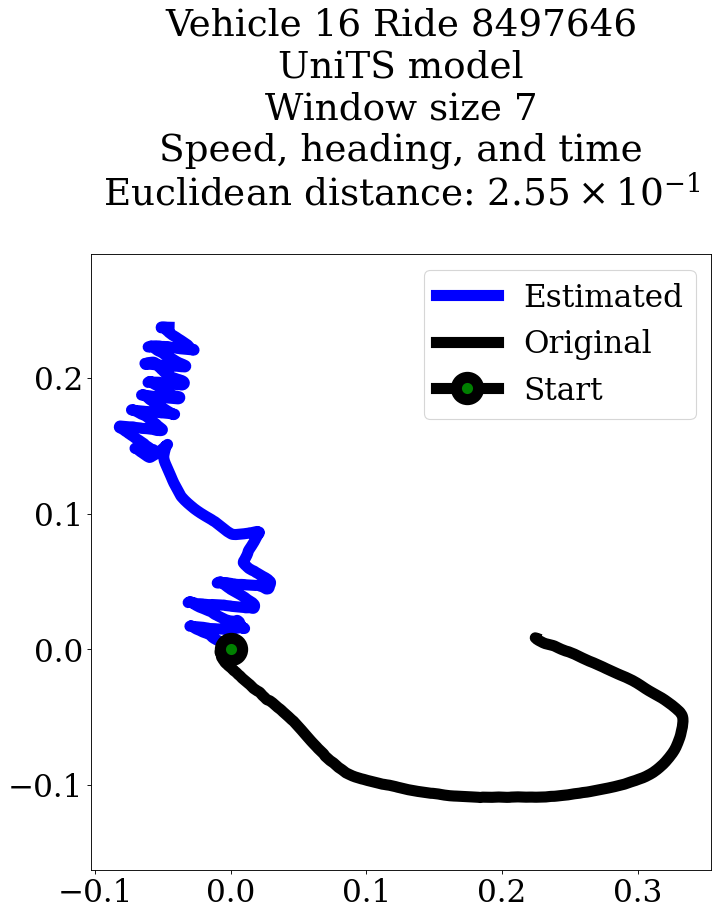 Vehicle 16 Ride 8497646
UniTS model
Window size 7
Speed, heading, and time
Euclidean distance: 2.55 × 10⁻¹
Estimated
Original
Start
0.2
0.1
0.0
−0.1
−0.1 0.0 0.1 0.2 0.3